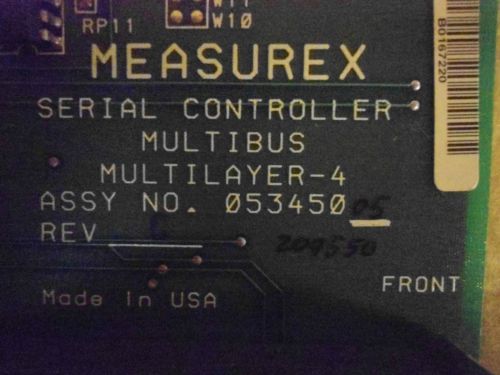 W11
W10
RP11
MEASUREX
SERIAL CONTROLLER
MULTIBUS
MULTILAYER-4
ASSY NO. 053450 05
REV
209550
FRONT
Made In USA
B0167220